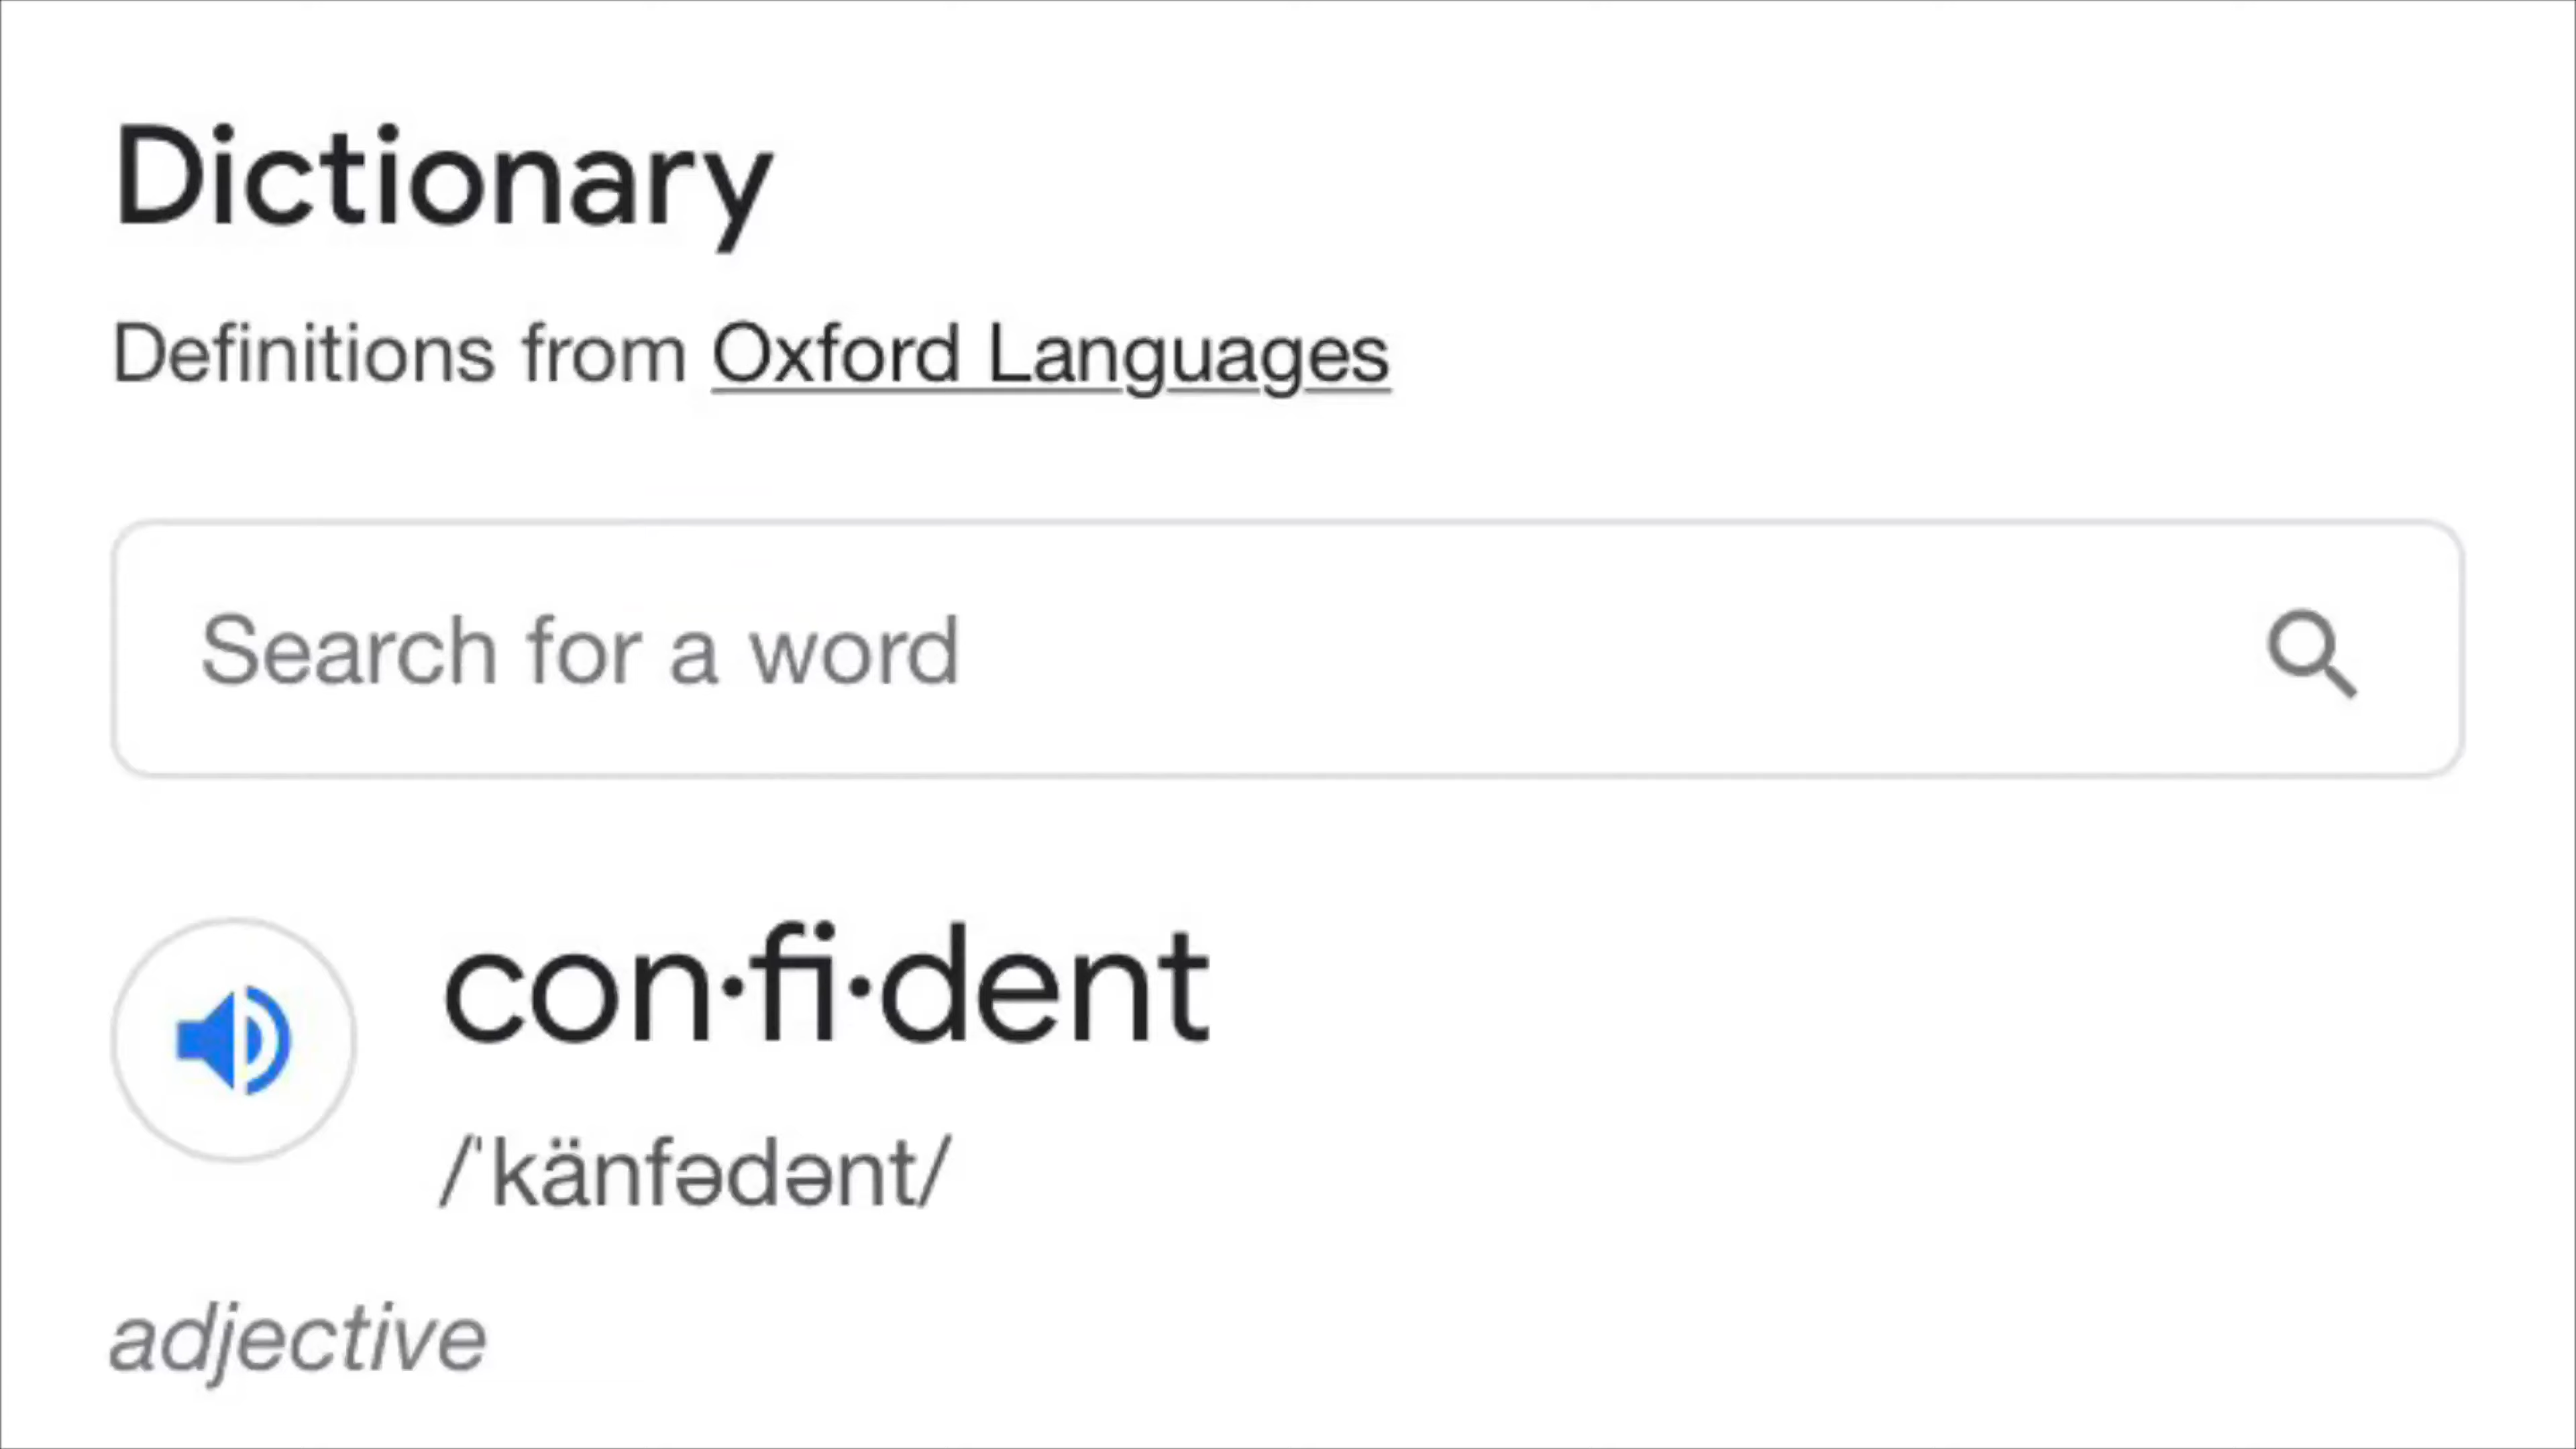 Dictionary
Definitions from Oxford Languages
Search for a word
con·fi·dent
/ˈkänfədənt/
adjective